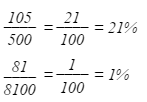 105/500 = 21/100 = 21%
81/8100 = 1/100 = 1%